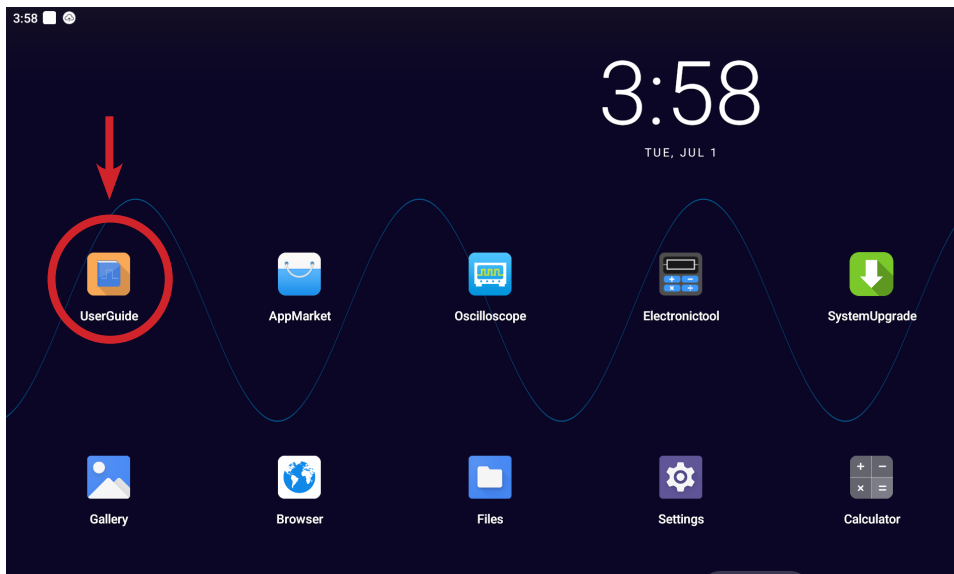 3:58
3:58
TUE, JUL 1
UserGuide
AppMarket
Oscilloscope
Electronictool
SystemUpgrade
Gallery
Browser
Files
Settings
Calculator